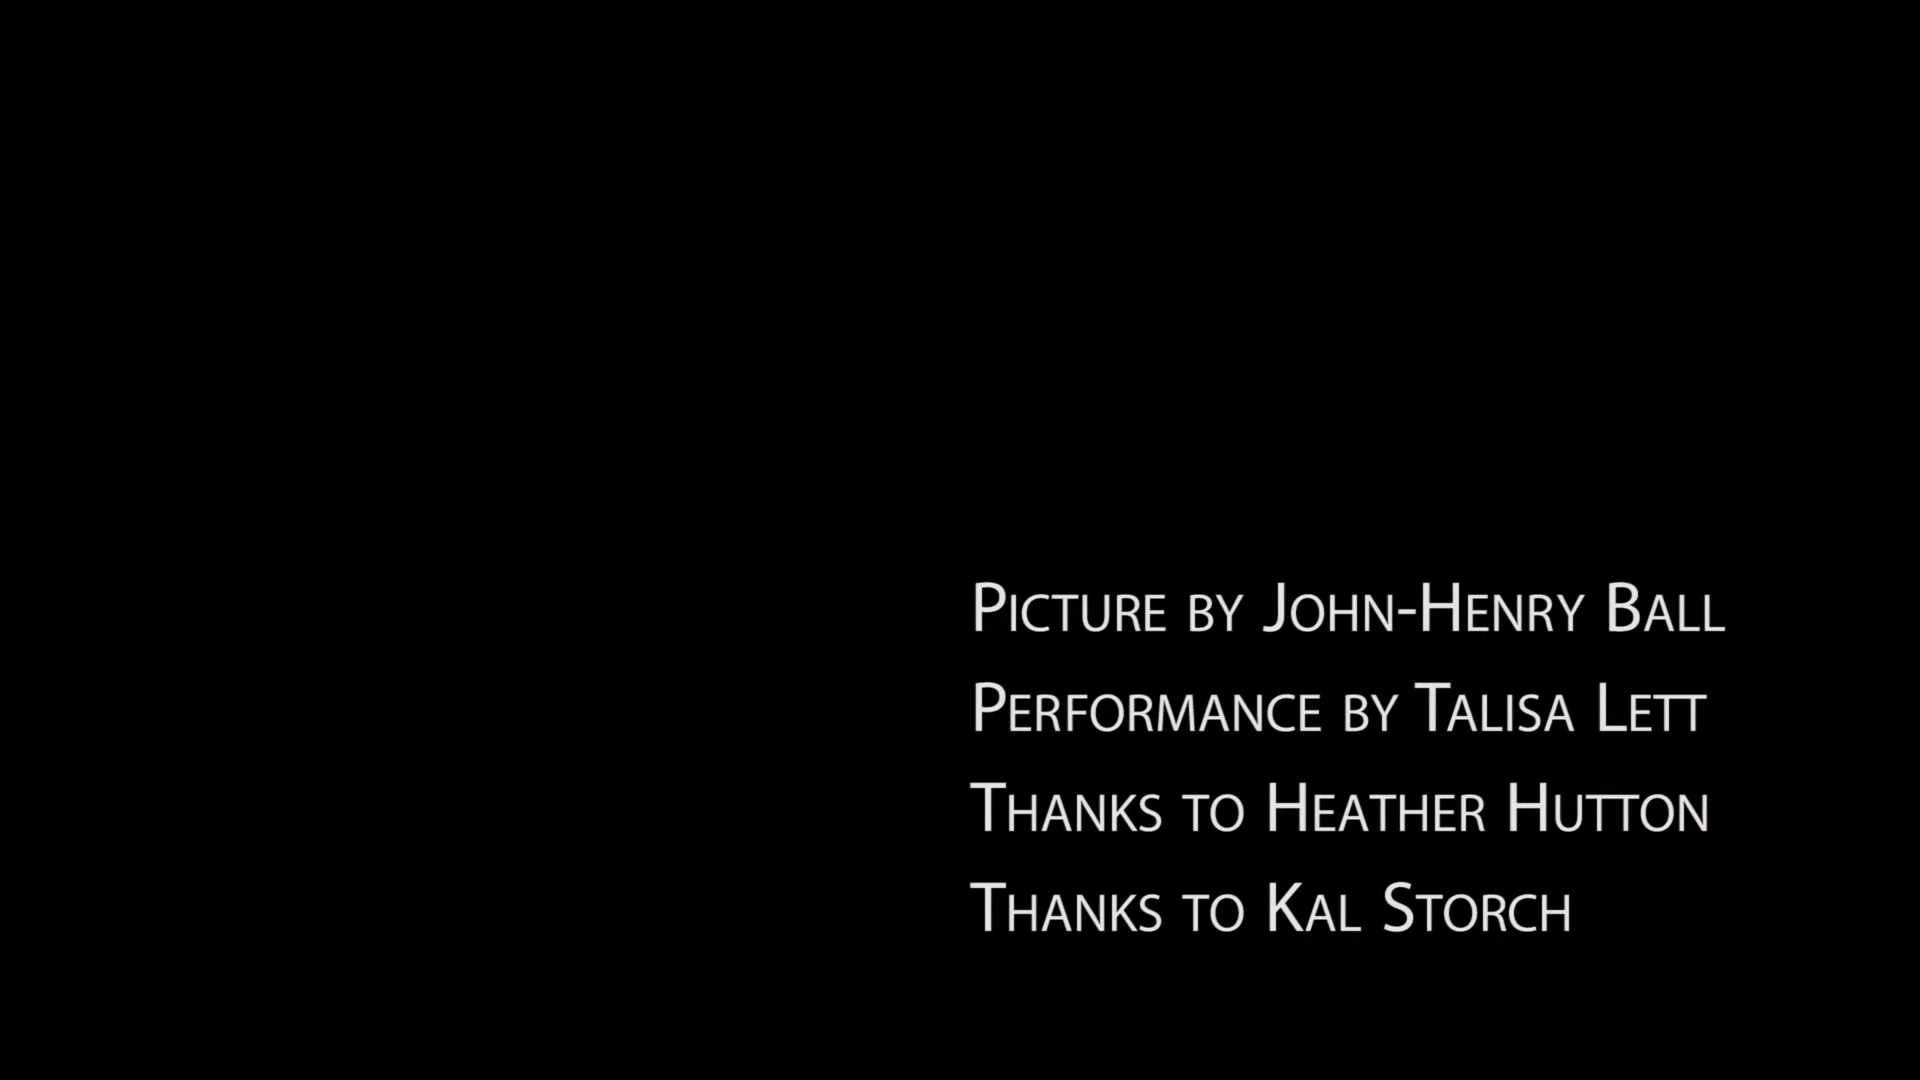 Picture by John-Henry Ball
Performance by Talisa Lett
Thanks to Heather Hutton
Thanks to Kal Storch